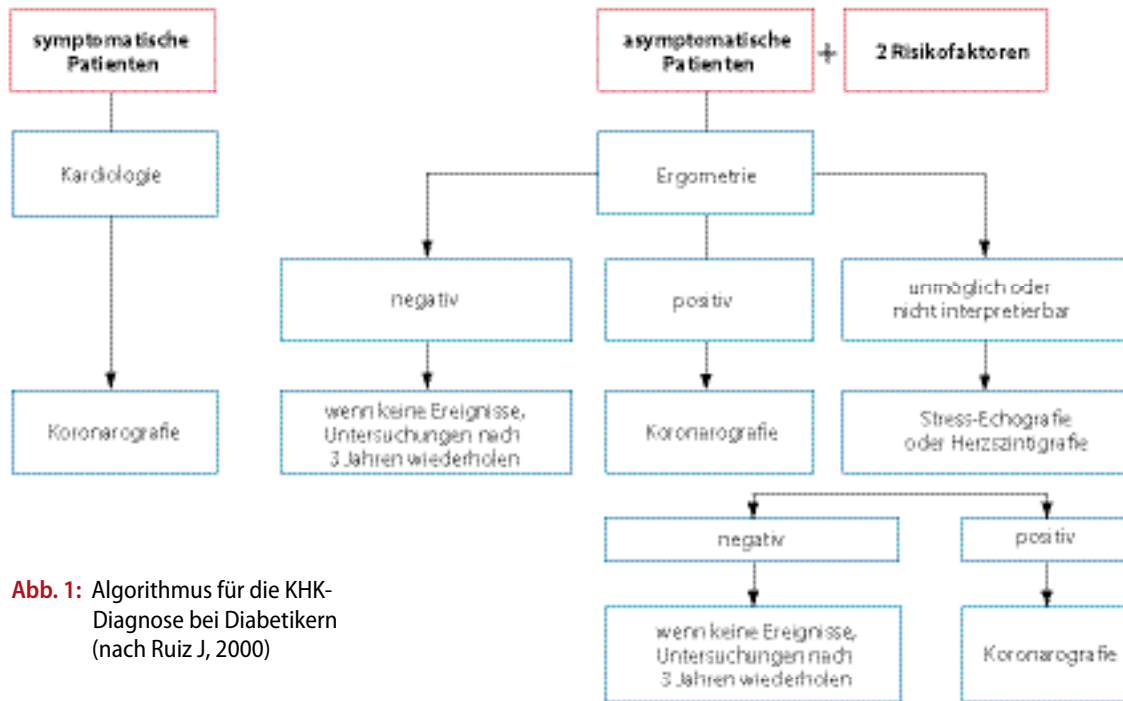 symptomatische
Patienten
asymptomatische
Patienten
+
2 Risikofaktoren
Kardiologie
Ergometrie
negativ
positiv
unmöglich oder
nicht interpretierbar
Koronarografie
wenn keine Ereignisse,
Untersuchungen nach
3 Jahren wiederholen
Koronarografie
Stress-Echografie
oder Herzszintigrafie
negativ
positiv
wenn keine Ereignisse,
Untersuchungen nach
3 Jahren wiederholen
Koronarografie
Abb. 1: Algorithmus für die KHK-
Diagnose bei Diabetikern
(nach Ruiz J, 2000)